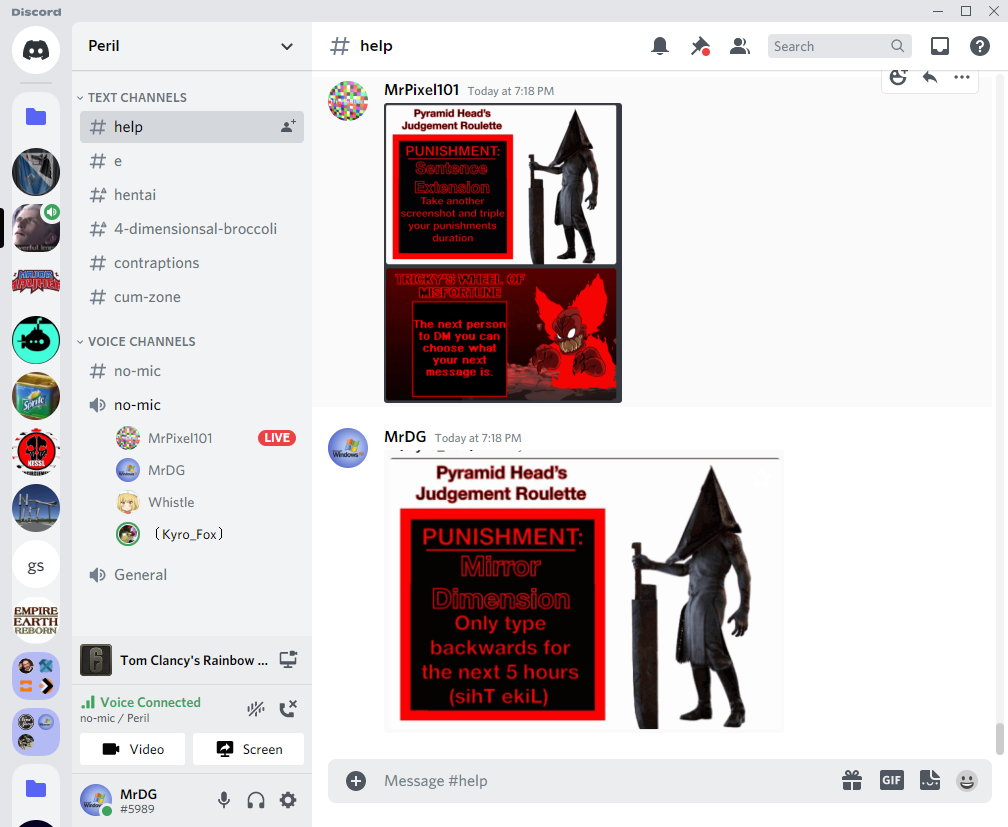 Discord
Peril
help
Search
TEXT CHANNELS
help
e
hentai
4-dimensionsal-broccoli
contraptions
cum-zone
VOICE CHANNELS
no-mic
no-mic
MrPixel101
LIVE
MrDG
Whistle
〔Kyro_Fox〕
General
gs
EMPIRE
EARTH
REBORN
Sprite
Tom Clancy's Rainbow ...
Voice Connected
no-mic / Peril
Video
Screen
MrDG
#5989
MrPixel101 Today at 7:18 PM
Pyramid Head's
Judgement Roulette
PUNISHMENT:
Sentence
Extension
Take another
screenshot and triple
your punishments
duration
TRICKY'S WHEEL OF
MISFORTUNE
The next person
to DM you can
choose what
your next
message is.
MrDG Today at 7:18 PM
Windows
Pyramid Head's
Judgement Roulette
PUNISHMENT:
Mirror
Dimension
Only type
backwards for
the next 5 hours
(sihT ekiL)
Message #help
GIF